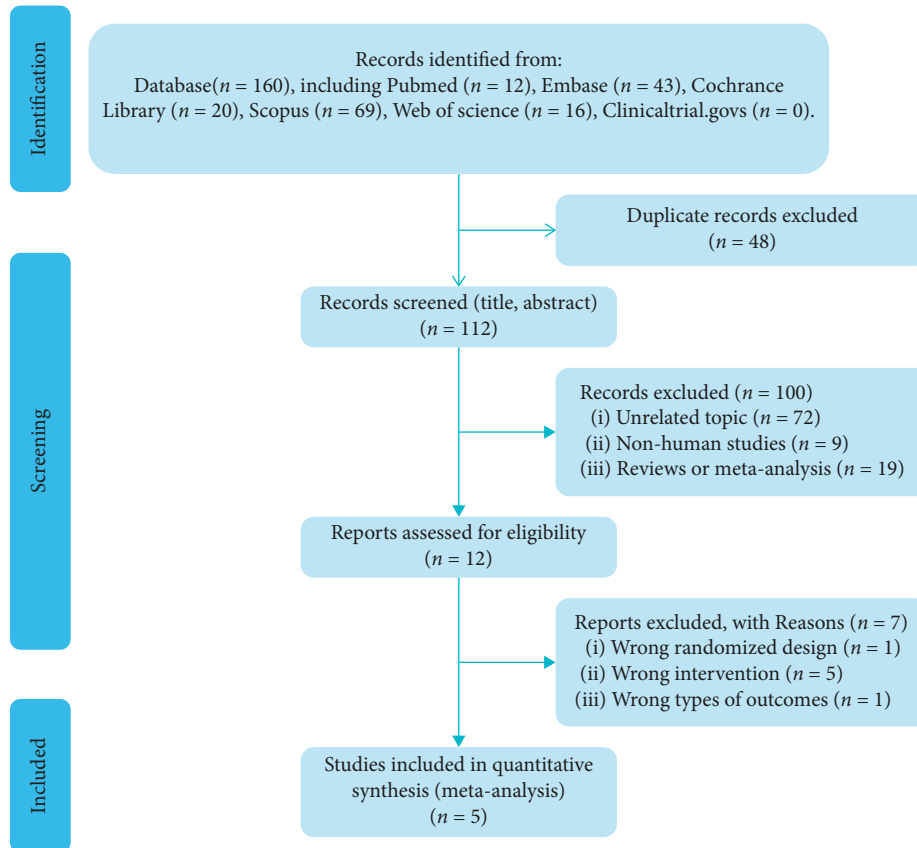 Identification
Records identified from:
Database(n = 160), including Pubmed (n = 12), Embase (n = 43), Cochrance
Library (n = 20), Scopus (n = 69), Web of science (n = 16), Clinicaltrial.govs (n = 0).
Duplicate records excluded
(n = 48)
Screening
Records screened (title, abstract)
(n = 112)
Records excluded (n = 100)
(i) Unrelated topic (n = 72)
(ii) Non-human studies (n = 9)
(iii) Reviews or meta-analysis (n = 19)
Reports assessed for eligibility
(n = 12)
Reports excluded, with Reasons (n = 7)
(i) Wrong randomized design (n = 1)
(ii) Wrong intervention (n = 5)
(iii) Wrong types of outcomes (n = 1)
Included
Studies included in quantitative
synthesis (meta-analysis)
(n = 5)